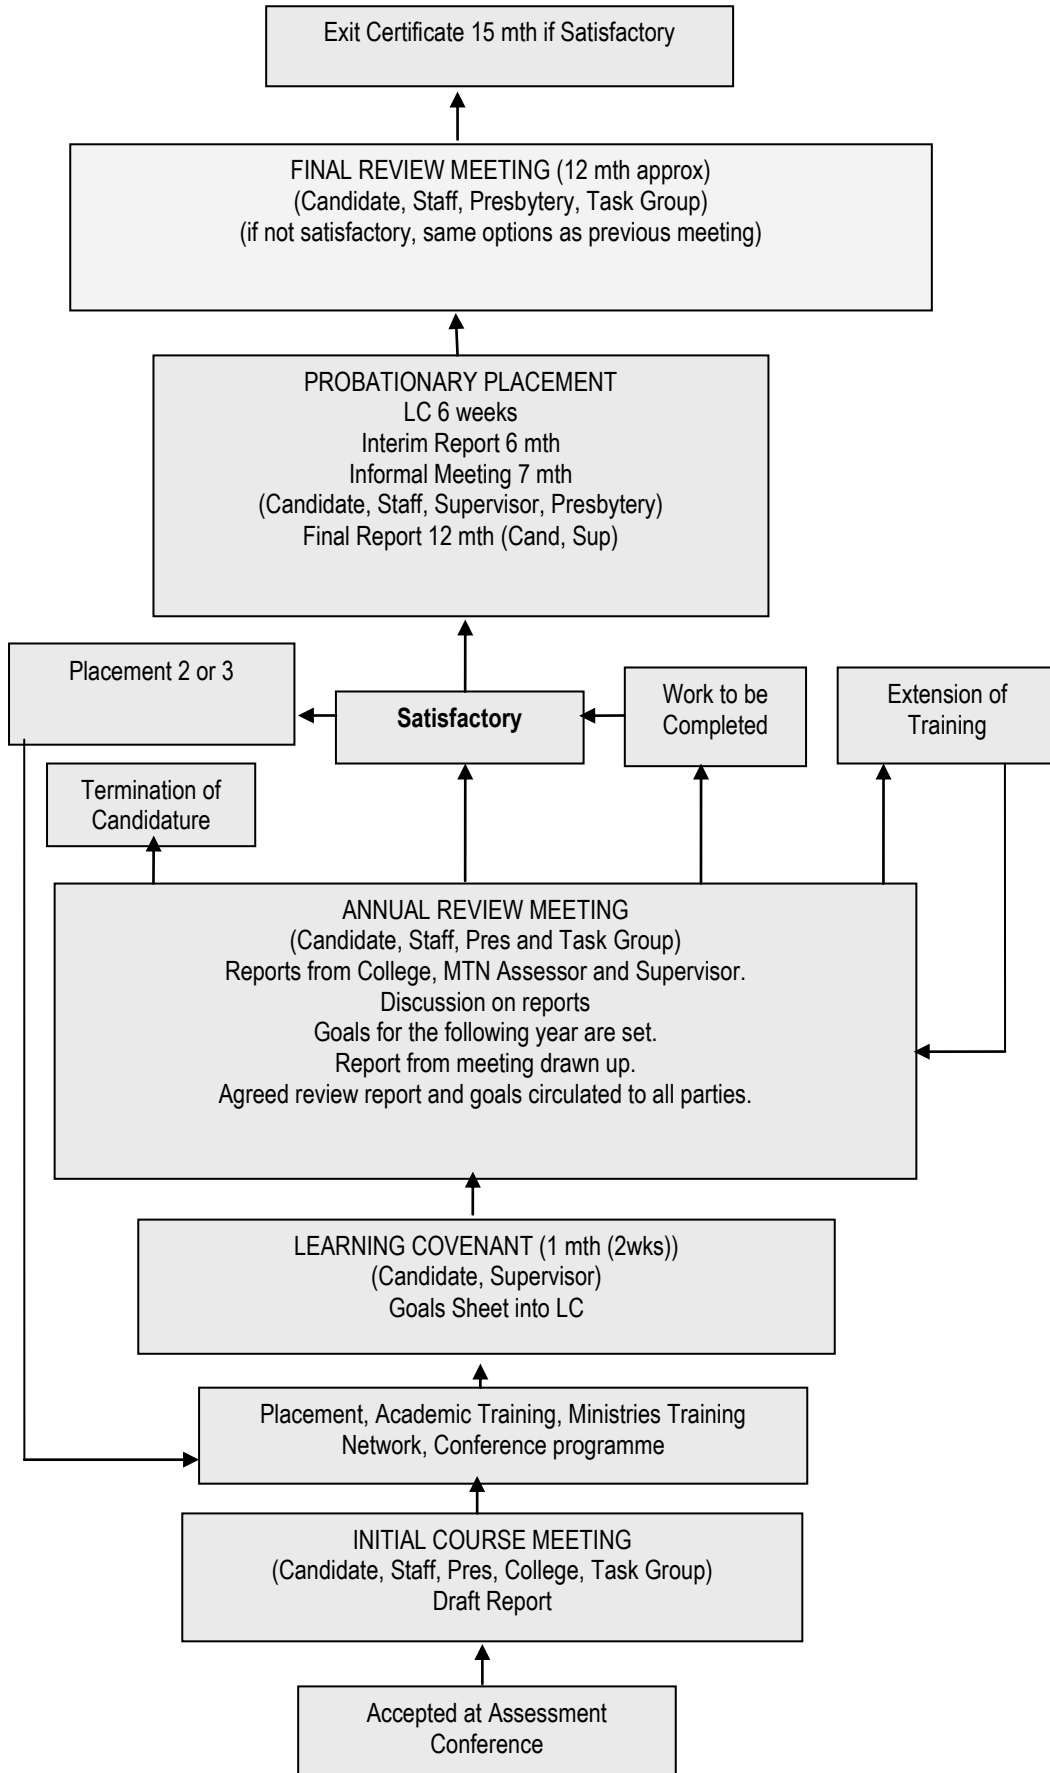 Exit Certificate 15 mth if Satisfactory
FINAL REVIEW MEETING (12 mth approx)
(Candidate, Staff, Presbytery, Task Group)
(if not satisfactory, same options as previous meeting)
PROBATIONARY PLACEMENT
LC 6 weeks
Interim Report 6 mth
Informal Meeting 7 mth
(Candidate, Staff, Supervisor, Presbytery)
Final Report 12 mth (Cand, Sup)
Placement 2 or 3
Satisfactory
Work to be
Completed
Extension of
Training
Termination of
Candidature
ANNUAL REVIEW MEETING
(Candidate, Staff, Pres and Task Group)
Reports from College, MTN Assessor and Supervisor.
Discussion on reports
Goals for the following year are set.
Report from meeting drawn up.
Agreed review report and goals circulated to all parties.
LEARNING COVENANT (1 mth (2wks))
(Candidate, Supervisor)
Goals Sheet into LC
Placement, Academic Training, Ministries Training
Network, Conference programme
INITIAL COURSE MEETING
(Candidate, Staff, Pres, College, Task Group)
Draft Report
Accepted at Assessment
Conference